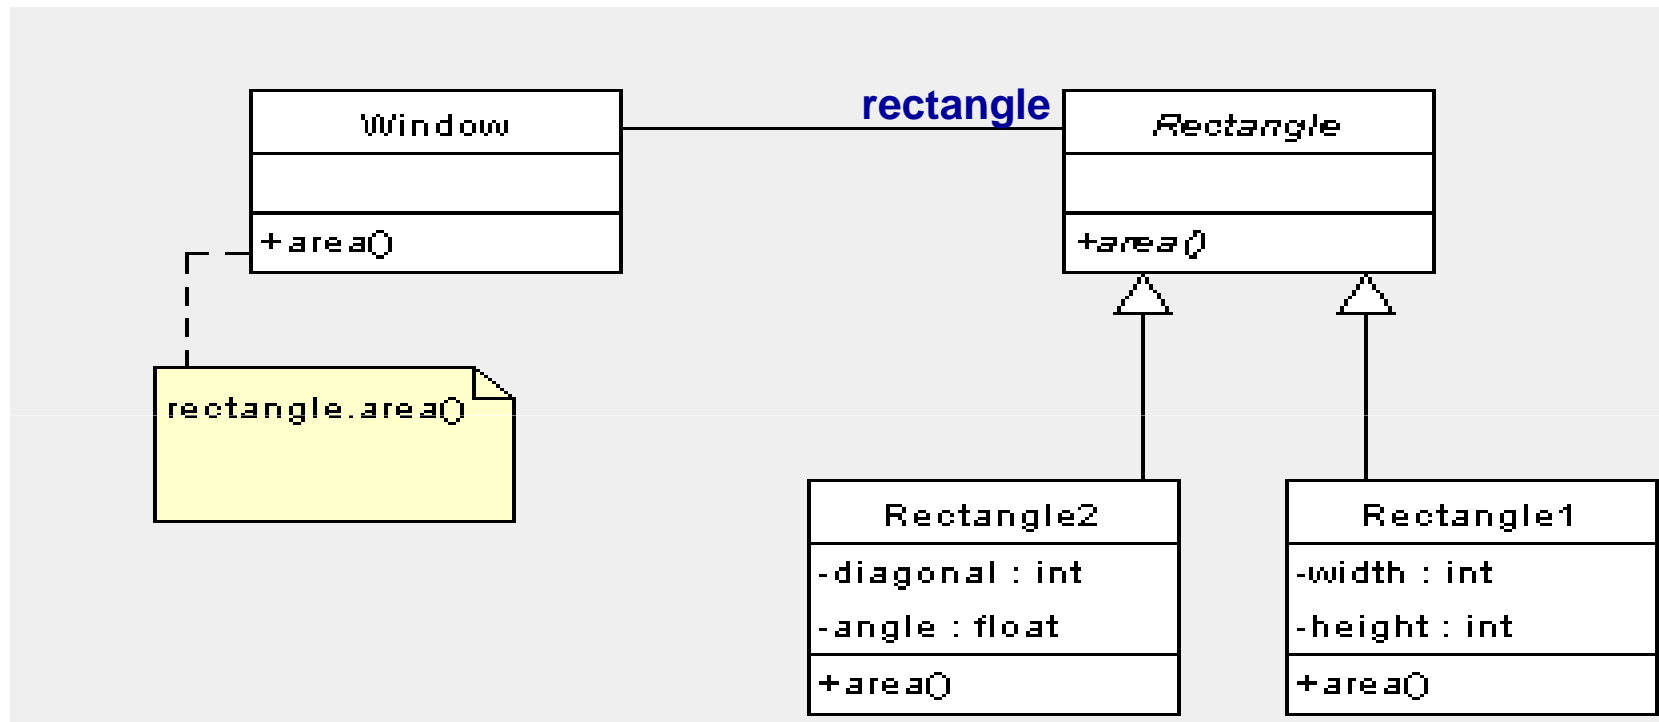 Window
+area()
rectangle
Rectangle
+area()
rectangle.area()
Rectangle2
-diagonal : int
-angle : float
+area()
Rectangle1
-width : int
-height : int
+area()